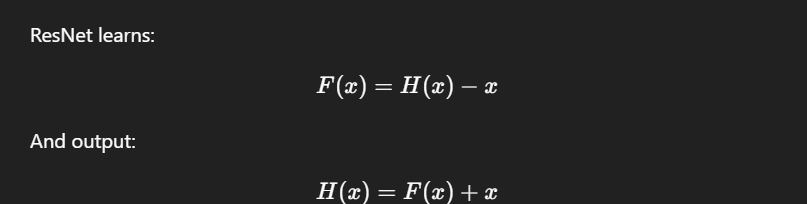 ResNet learns:
F(x) = H(x) − x
And output:
H(x) = F(x) + x